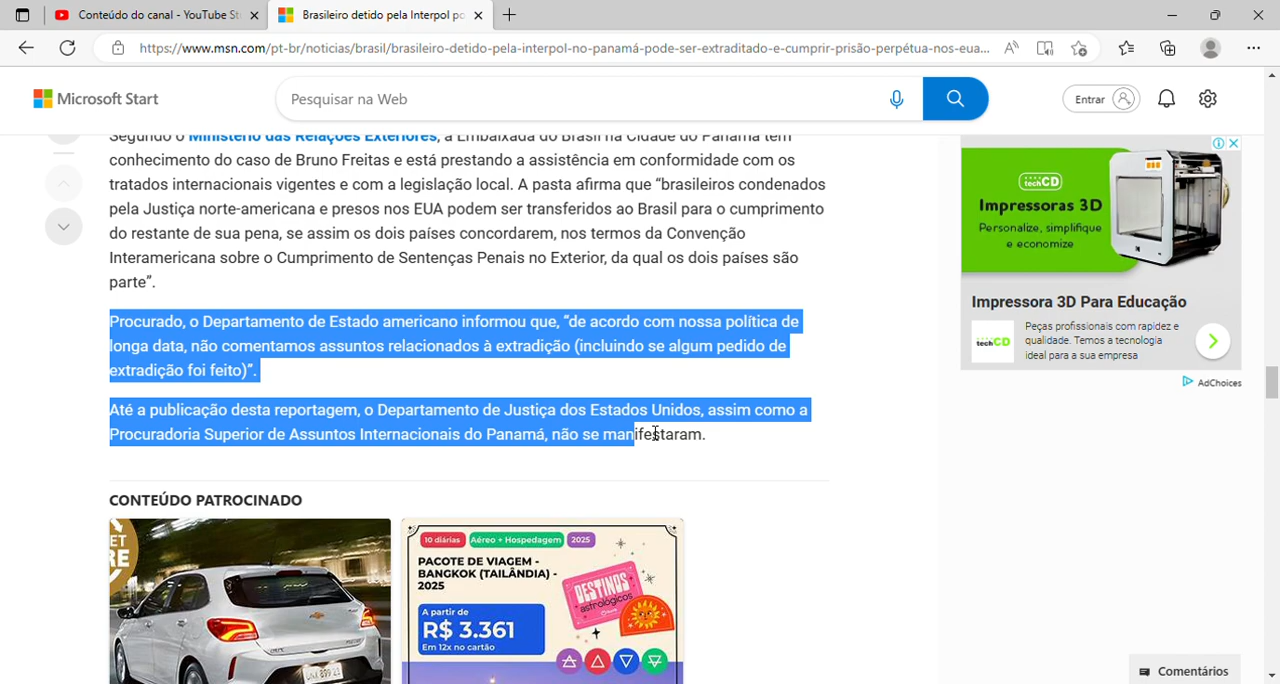 Conteúdo do canal - YouTube St
Brasileiro detido pela Interpol po
https://www.msn.com/pt-br/noticias/brasil/brasileiro-detido-pela-interpol-no-panamá-pode-ser-extraditado-e-cumprir-prisão-perpétua-nos-eua...
Microsoft Start
Pesquisar na Web
Entrar
Segundo o Ministério das Relações Exteriores, a Embaixada do Brasil na Cidade do Panamá tem
conhecimento do caso de Bruno Freitas e está prestando a assistência em conformidade com os
tratados internacionais vigentes e com a legislação local. A pasta afirma que “brasileiros condenados
pela Justiça norte-americana e presos nos EUA podem ser transferidos ao Brasil para o cumprimento
do restante de sua pena, se assim os dois países concordarem, nos termos da Convenção
Interamericana sobre o Cumprimento de Sentenças Penais no Exterior, da qual os dois países são
parte”.
Procurado, o Departamento de Estado americano informou que, “de acordo com nossa política de
longa data, não comentamos assuntos relacionados à extradição (incluindo se algum pedido de
extradição foi feito)”.
Até a publicação desta reportagem, o Departamento de Justiça dos Estados Unidos, assim como a
Procuradoria Superior de Assuntos Internacionais do Panamá, não se manifestaram.
techCD
Impressoras 3D
Personalize, simplifique
e economize
Impressora 3D Para Educação
techCD
Peças profissionais com rapidez e
qualidade. Temos a tecnologia
ideal para a sua empresa
AdChoices
CONTEÚDO PATROCINADO
10 diárias
Aéreo + Hospedagem
2025
PACOTE DE VIAGEM -
BANGKOK (TAILÂNDIA) -
2025
A partir de
R$ 3.361
Em 12x no cartão
DESTINOS
astrológicos
Comentários